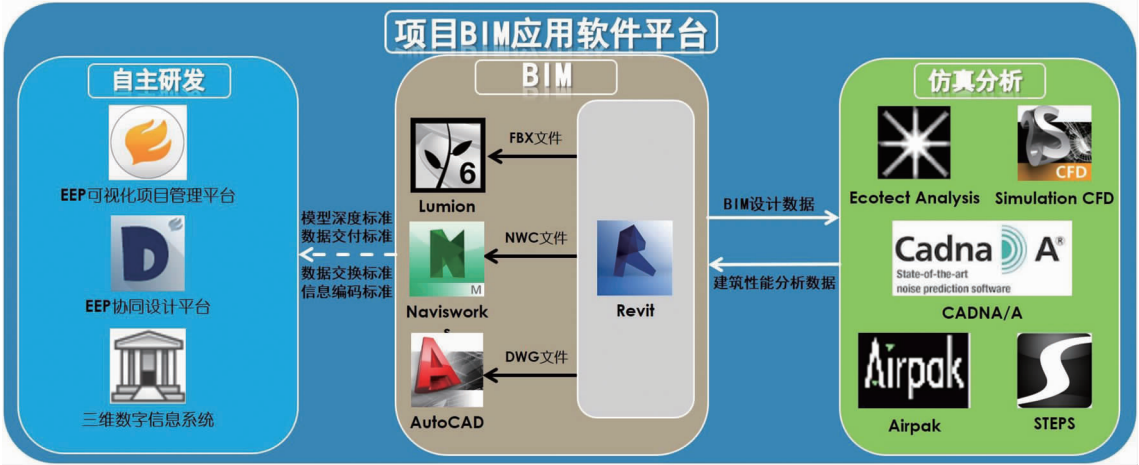 项目BIM应用软件平台
自主研发
EEP可视化项目管理平台
D
EEP协同设计平台
三维数字信息系统
模型深度标准
数据交付标准
数据交换标准
信息编码标准
BIM
6
Lumion
FBX文件
M
Naviswork
s
NWC文件
AutoCAD
DWG文件
Revit
BIM设计数据
建筑性能分析数据
仿真分析
Ecotect Analysis
CFD
Simulation CFD
Cadna A®
State-of-the-art
noise prediction software
CADNA/A
Airpak
Airpak
STEPS